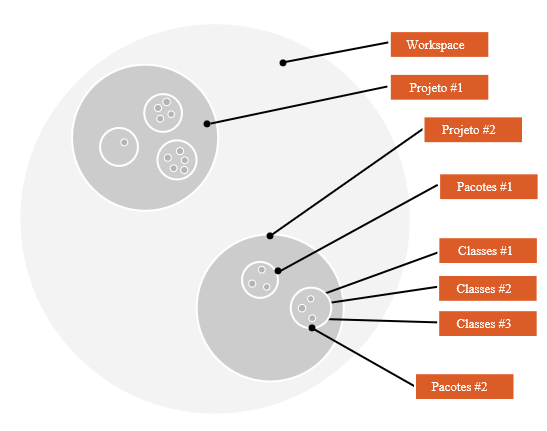 Workspace
Projeto #1
Projeto #2
Pacotes #1
Classes #1
Classes #2
Classes #3
Pacotes #2